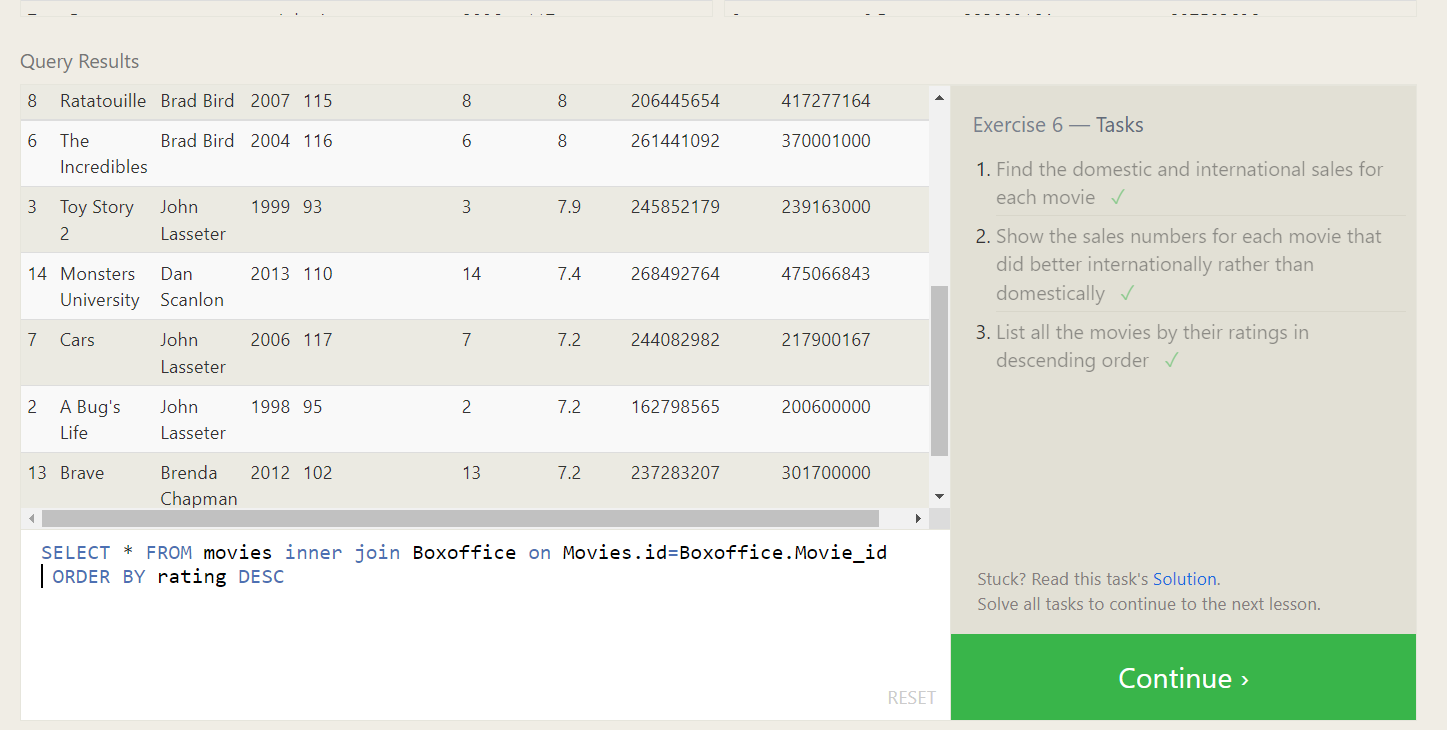 Query Results
8 Ratatouille Brad Bird 2007 115 8 8 206445654 417277164
6 The Brad Bird 2004 116 6 8 261441092 370001000
Incredibles
3 Toy Story John 1999 93 3 7.9 245852179 239163000
2 Lasseter
14 Monsters Dan 2013 110 14 7.4 268492764 475066843
University Scanlon
7 Cars John 2006 117 7 7.2 244082982 217900167
Lasseter
2 A Bug's John 1998 95 2 7.2 162798565 200600000
Life Lasseter
13 Brave Brenda 2012 102 13 7.2 237283207 301700000
Chapman
SELECT * FROM movies inner join Boxoffice on Movies.id=Boxoffice.Movie_id
ORDER BY rating DESC
RESET
Exercise 6 — Tasks
1. Find the domestic and international sales for
each movie ✓
2. Show the sales numbers for each movie that
did better internationally rather than
domestically ✓
3. List all the movies by their ratings in
descending order ✓
Stuck? Read this task's Solution.
Solve all tasks to continue to the next lesson.
Continue ›